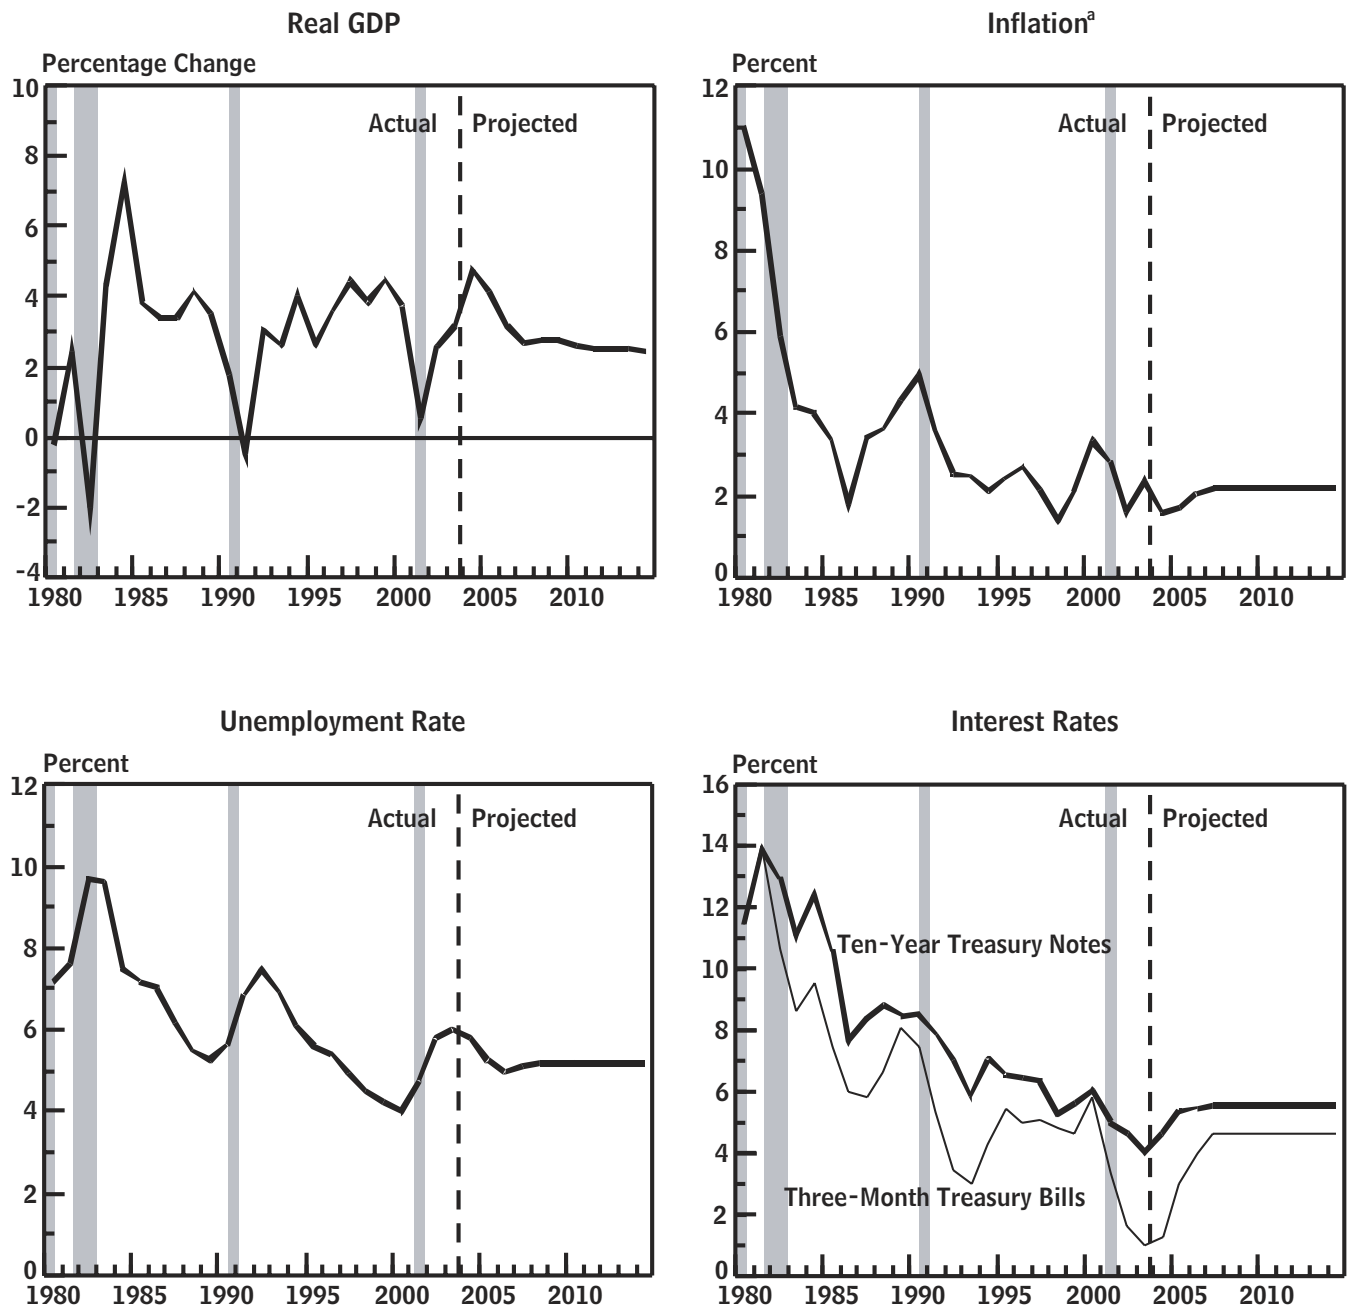 Real GDP
Percentage Change
10
8
6
4
2
0
-2
-4
Actual
Projected
1980 1985 1990 1995 2000 2005 2010
Inflationa
Percent
12
10
8
6
4
2
0
Actual
Projected
1980 1985 1990 1995 2000 2005 2010
Unemployment Rate
Percent
12
10
8
6
4
2
0
Actual
Projected
1980 1985 1990 1995 2000 2005 2010
Interest Rates
Percent
16
14
12
10
8
6
4
2
0
Actual
Projected
Ten-Year Treasury Notes
Three-Month Treasury Bills
1980 1985 1990 1995 2000 2005 2010